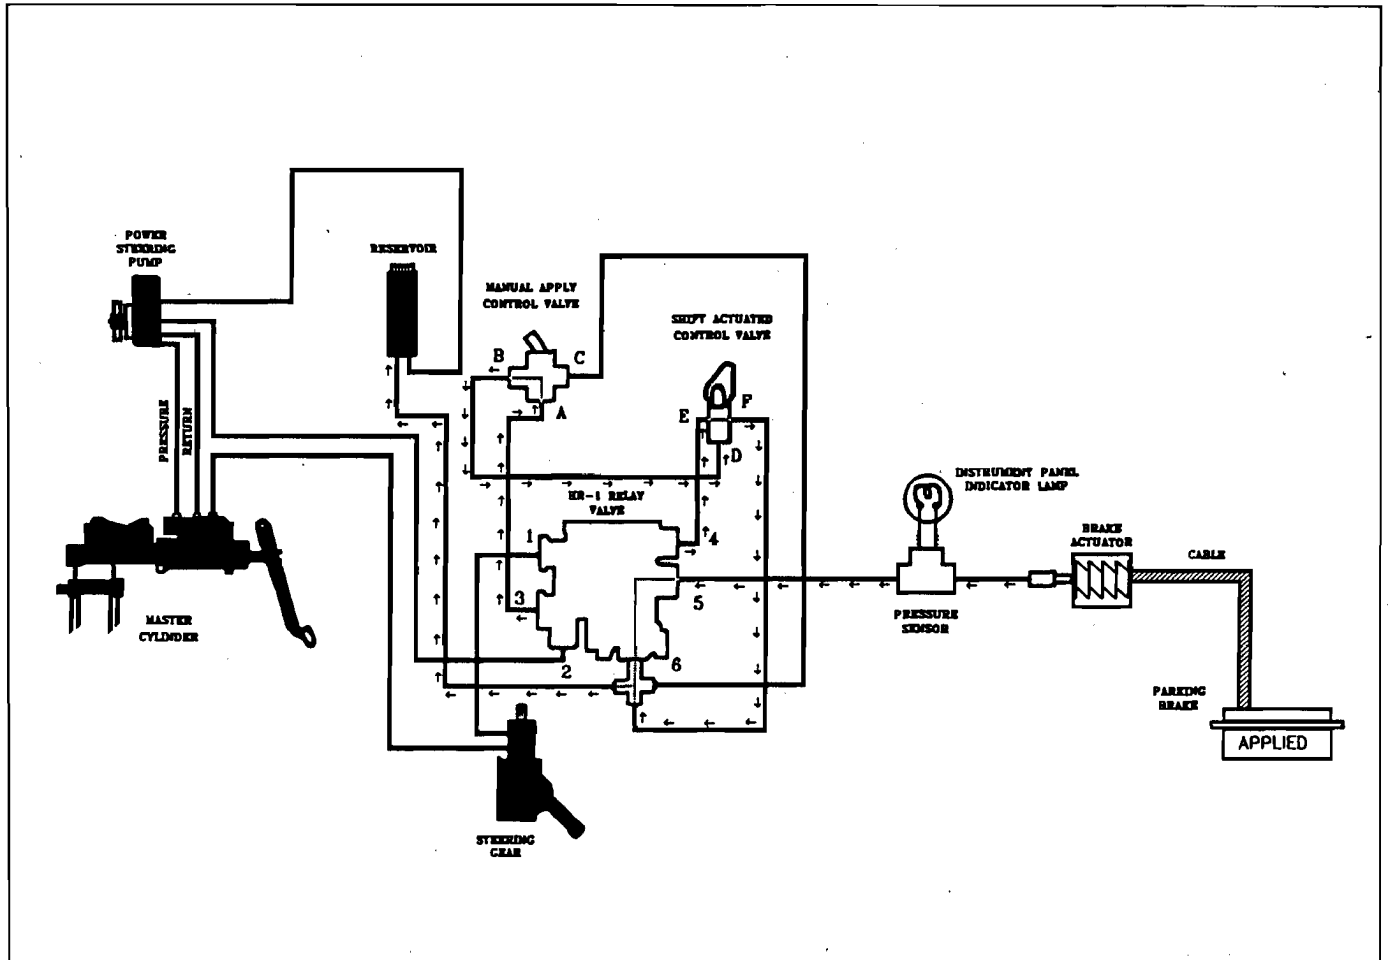 POWER
STEERING
PUMP
RESERVOIR
MANUAL APPLY
CONTROL VALVE
SHIFT ACTUATED
CONTROL VALVE
B
C
A
E
F
D
PRESSURE
RETURN
HR-1 RELAY
VALVE
INSTRUMENT PANEL
INDICATOR LAMP
1
4
3
5
2
6
BRAKE
ACTUATOR
CABLE
PRESSURE
SENSOR
MASTER
CYLINDER
PARKING
BRAKE
APPLIED
STEERING
GEAR